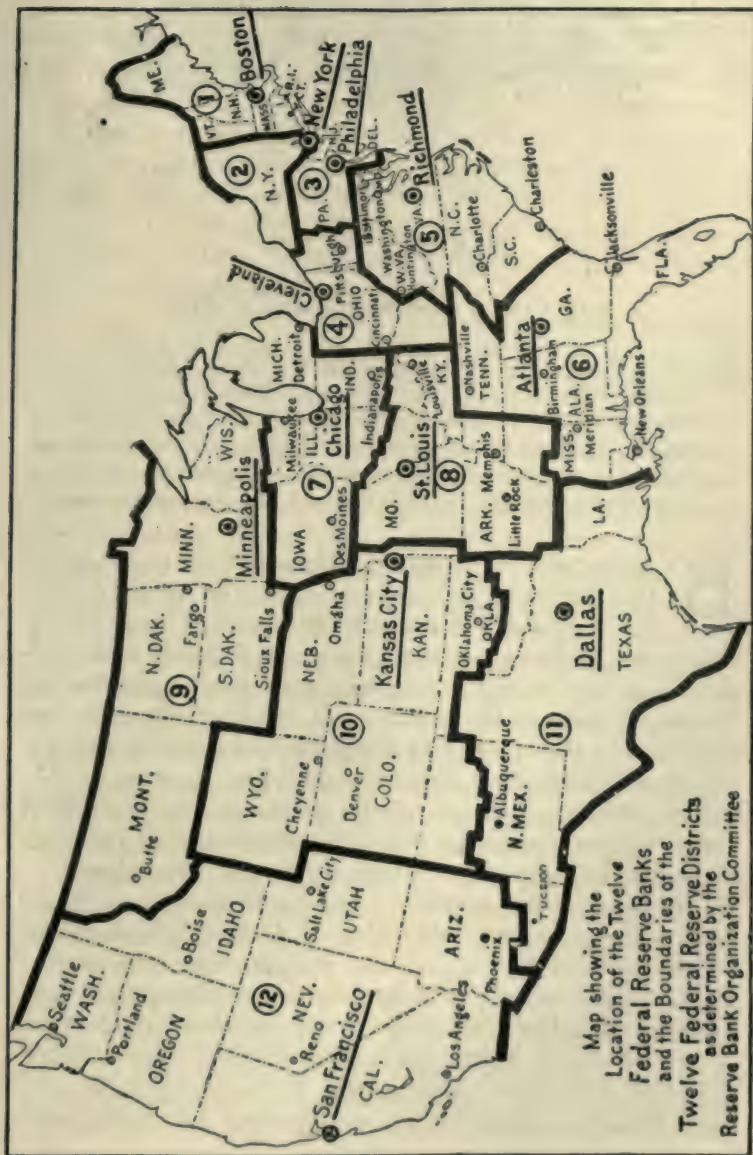 Seattle
WASH.
Portland
OREGON
Boise
IDAHO
MONT.
Butte
N. DAK.
Fargo
9
S. DAK.
Sioux Falls
MINN.
Minneapolis
WIS.
MICH.
Detroit
Milwaukee
ILL.
Chicago
IND.
Indianapolis
7
IOWA
Des Moines
WYO.
Cheyenne
NEB.
Omaha
10
Denver
COLO.
Kansas City
KAN.
Oklahoma City
OKLA.
12
NEV.
Reno
San Francisco
CAL.
Los Angeles
Salt Lake City
UTAH
ARIZ.
Phoenix
Tucson
Albuquerque
N. MEX.
11
Dallas
TEXAS
LA.
MO.
St. Louis
8
Louisville
KY.
ARK.
Memphis
Little Rock
Nashville
TENN.
Atlanta
GA.
Birmingham
6
MISS.
ALA.
Meridian
New Orleans
Jacksonville
FLA.
Cleveland
Pittsburgh
OHIO
4
Cincinnati
Baltimore
Washington
W. VA.
Huntington
VA.
Richmond
5
N.C.
Charlotte
S.C.
Charleston
ME.
1
VT.
N.H.
MASS.
Boston
R.I.
CT.
2
N.Y.
New York
3
PA.
N.J.
Philadelphia
DEL.
Map showing the
Location of the Twelve
Federal Reserve Banks
and the Boundaries of the
Twelve Federal Reserve Districts
as determined by the
Reserve Bank Organization Committee